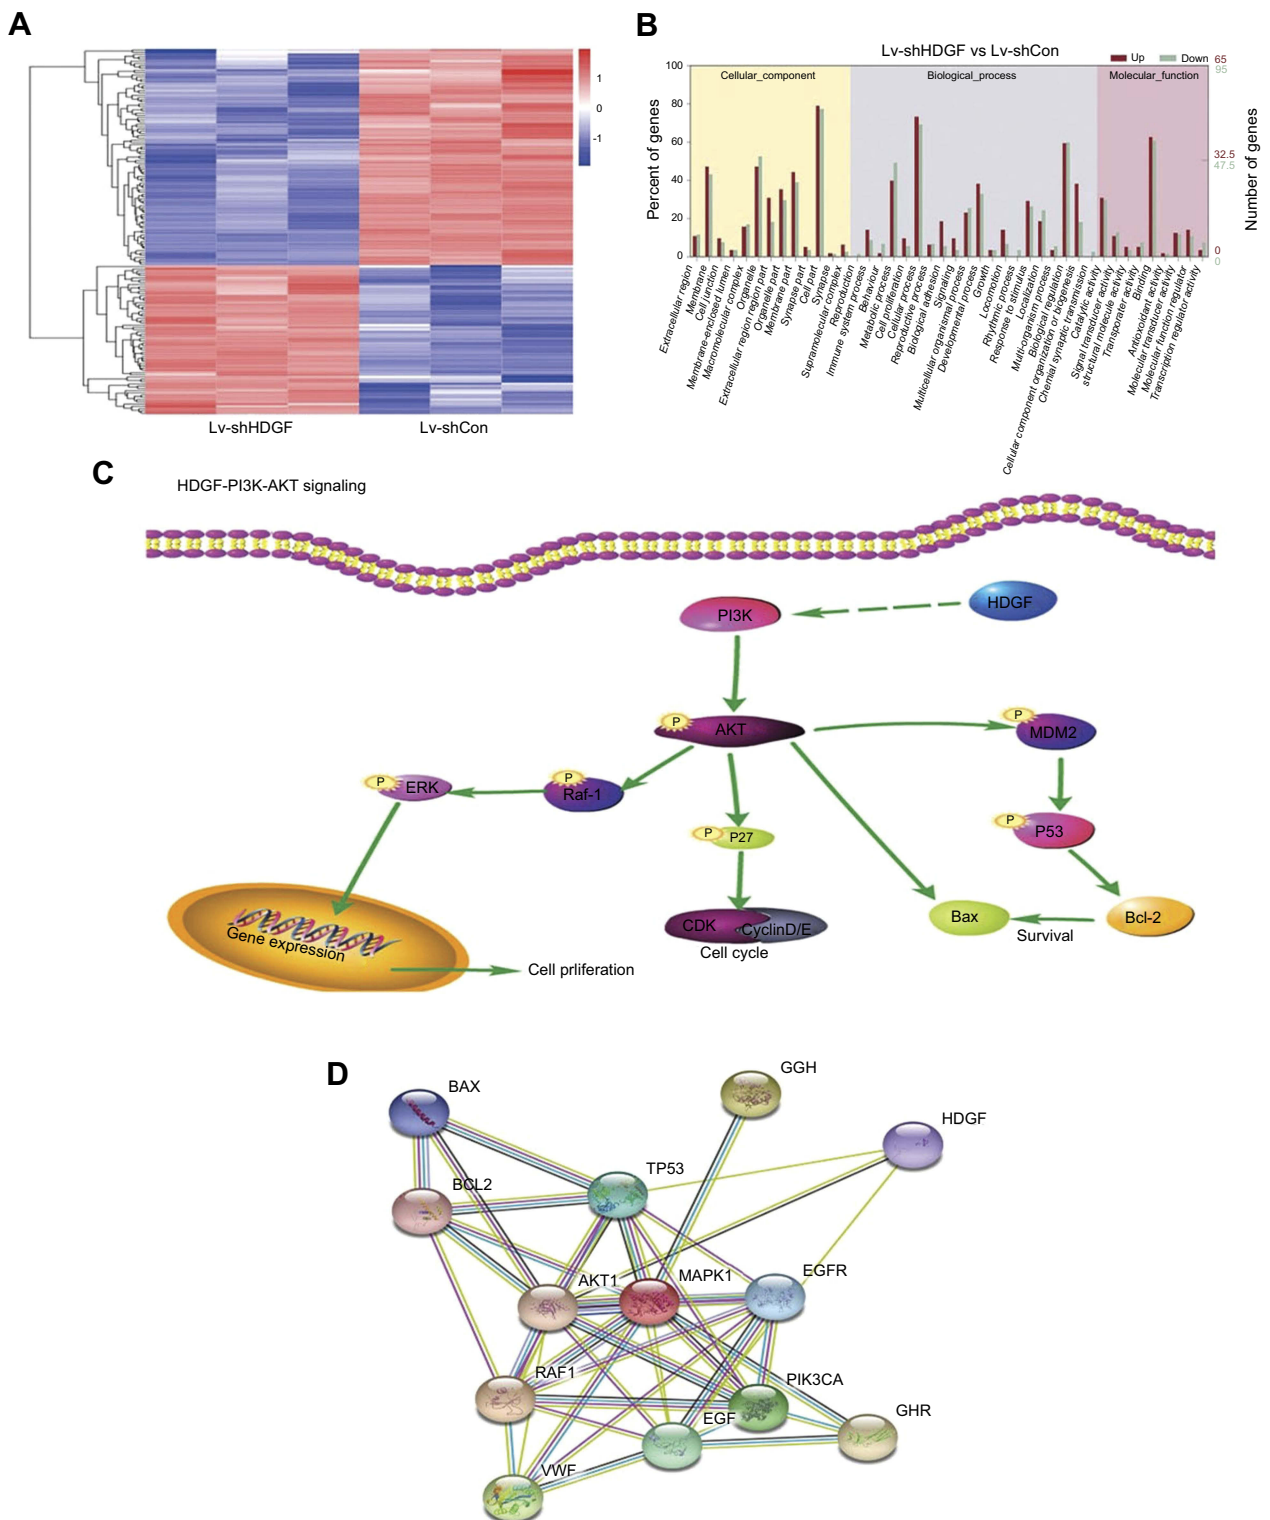 A
1
0
-1
Lv-shHDGF
Lv-shCon
B
Lv-shHDGF vs Lv-shCon
Up
Down
Cellular_component
Biological_process
Molecular_function
Percent of genes
100
80
60
40
20
0
65
95
32.5
47.5
0
0
Number of genes
Extracellular region
Membrane
Cell junction
Membrane-enclosed lumen
Macromolecular complex
Organelle
Extracellular region part
Organelle part
Membrane part
Synapse part
Cell part
Synapse
Supramolecular complex
Reproduction
Immune system process
Behaviour
Metabolic process
Cell proliferation
Cellular process
Reproductive process
Biological adhesion
Signaling
Multicellular organismal process
Developmental process
Growth
Locomotion
Rhythmic process
Response to stimulus
Localization
Multi-organism process
Biological regulation
Cellular component organization or biogenesis
Chemial synaptic transmission
Catalytic activity
Signal transducer activity
structural molecule activity
Transporter activity
Binding
Antioxidan activity
Molecular transducer activity
Molecular function regulator
Transcription regulator activity
C
HDGF-PI3K-AKT signaling
PI3K
HDGF
P
AKT
P
MDM2
P
ERK
P
Raf-1
P
P27
P
P53
CDK
CyclinD/E
Cell cycle
Bax
Bcl-2
Survival
Gene expression
Cell prliferation
D
BAX
GGH
HDGF
TP53
BCL2
AKT1
MAPK1
EGFR
RAF1
PIK3CA
EGF
GHR
VWF